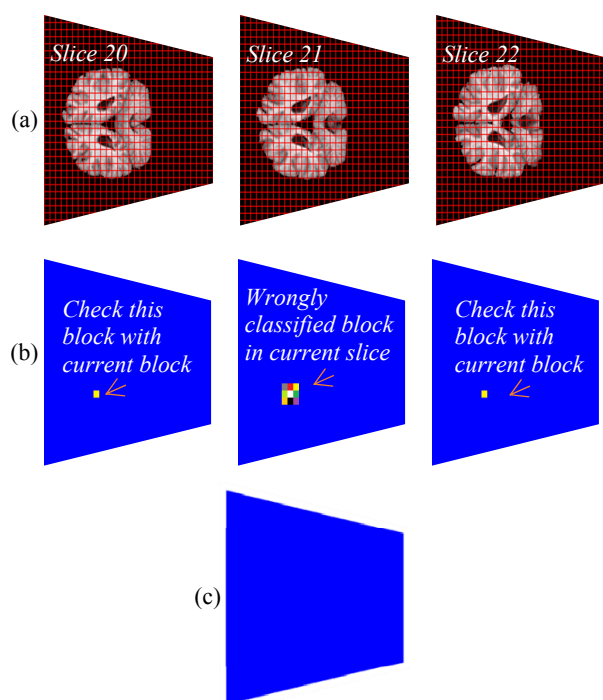 Slice 20
Slice 21
Slice 22
(a)
(b)
Check this
block with
current block
Wrongly
classified block
in current slice
Check this
block with
current block
(c)